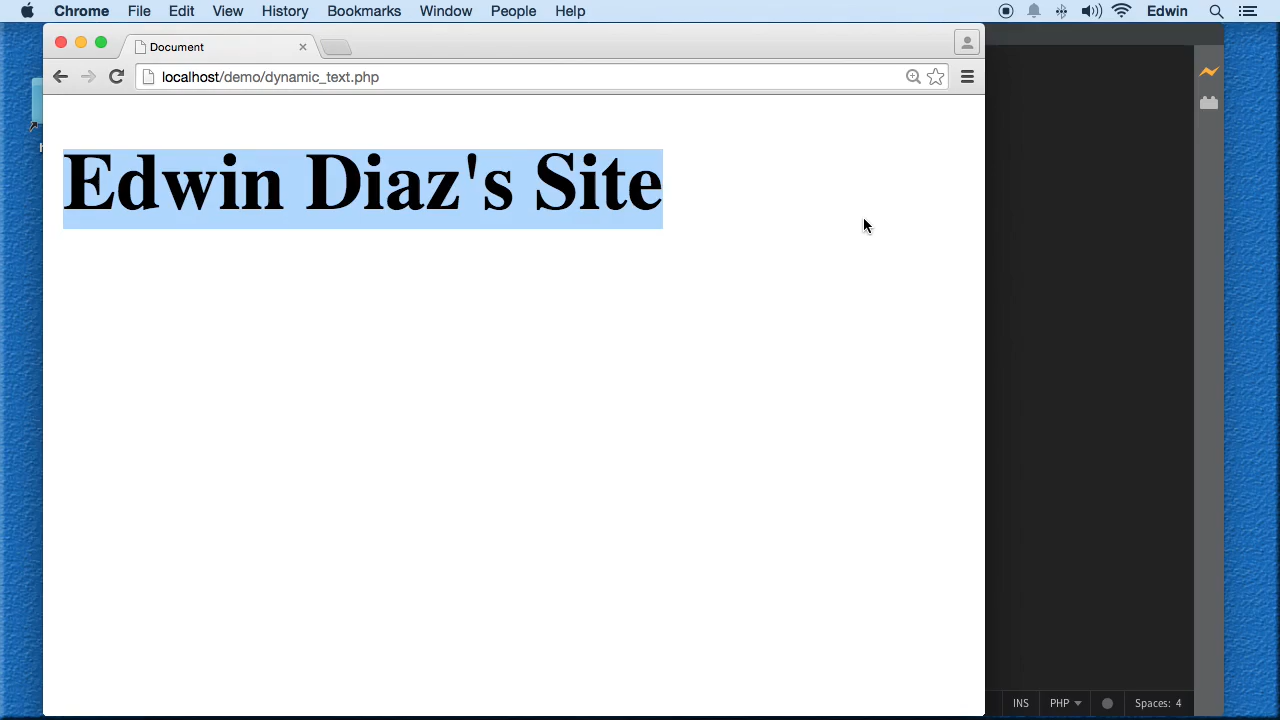 Chrome File Edit View History Bookmarks Window People Help Edwin
Document
localhost/demo/dynamic_text.php
Edwin Diaz's Site
INS PHP Spaces: 4